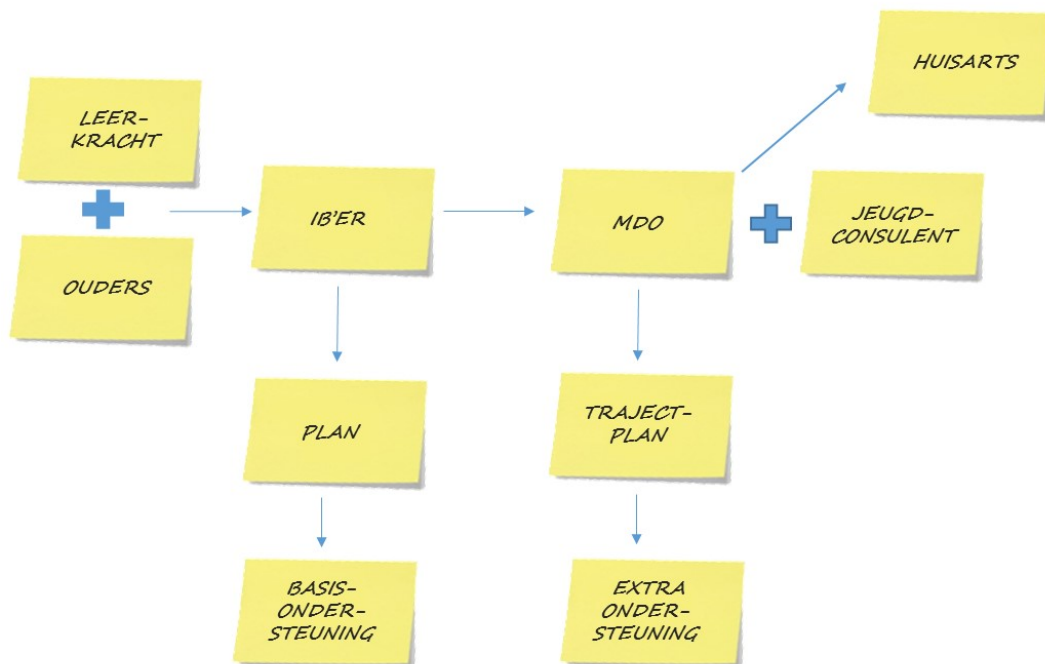 HUISARTS
LEER-
KRACHT
OUDERS
IB'ER
MDO
JEUGD-
CONSULENT
PLAN
TRAJECT-
PLAN
BASIS-
ONDER-
STEUNING
EXTRA
ONDER-
STEUNING